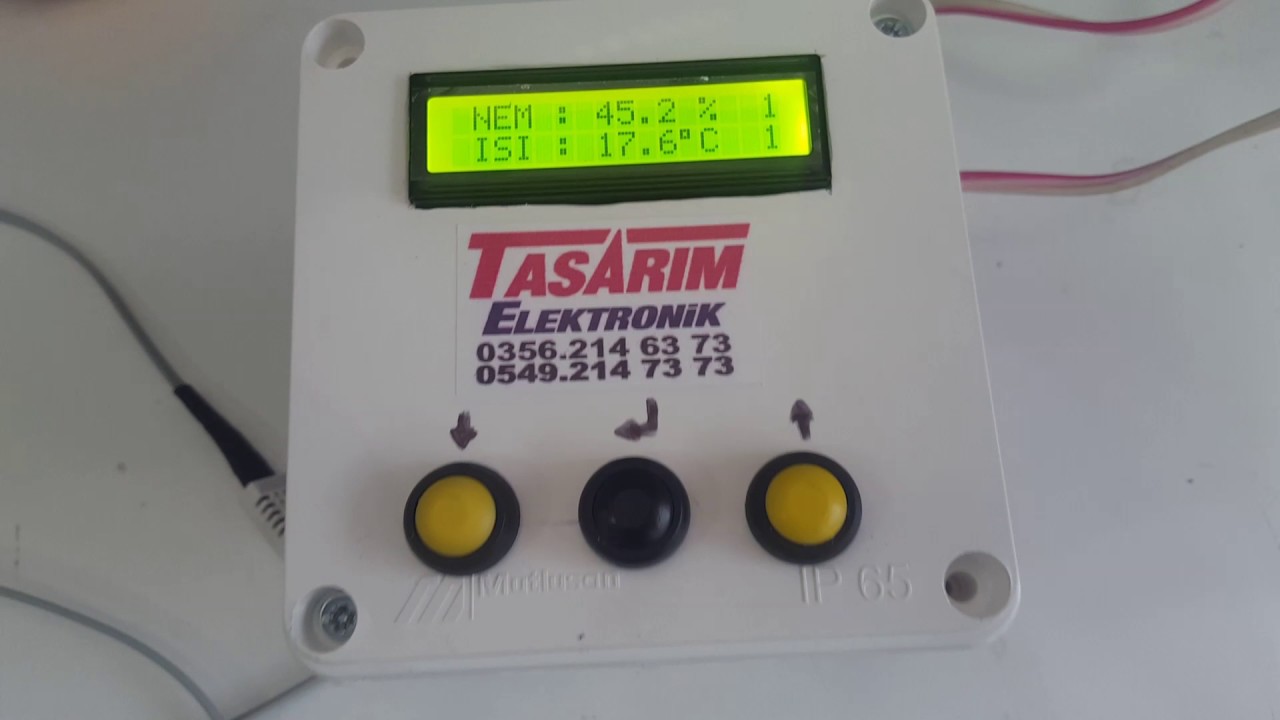 NEM : 45.2 % 1
ISI : 17.6°C 1
TASARIM
ELEKTRONiK
0356.214 63 73
0549.214 73 73
Mutlusan
IP 65